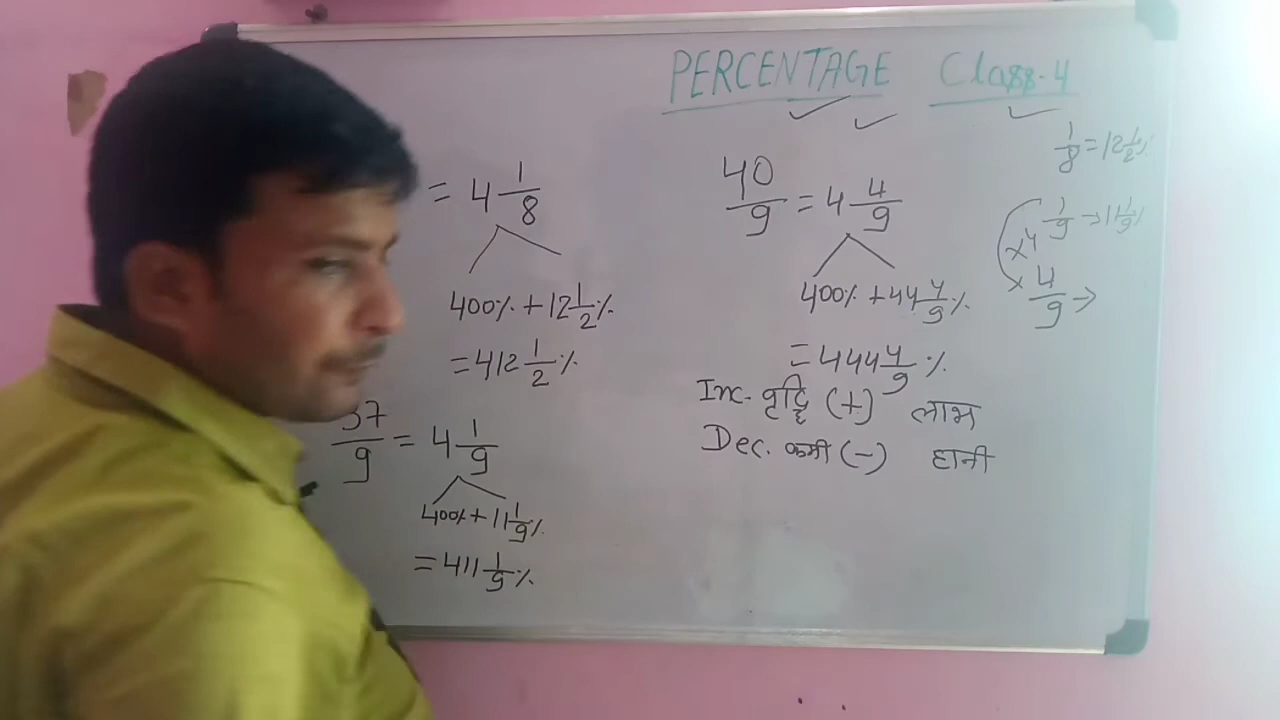 PERCENTAGE Class-4
= 4 1/8
400% + 12 1/2 %
= 412 1/2 %
37/9 = 4 1/9
400% + 11 1/9 %
= 411 1/9 %
40/9 = 4 4/9
400% + 44 4/9 %
= 444 4/9 %
Inc. वृद्धि (+) लाभ
Dec. कमी (-) हानी
1/8 = 12 1/2 %
1/9 → 11 1/9 %
×4
× 4/9 →